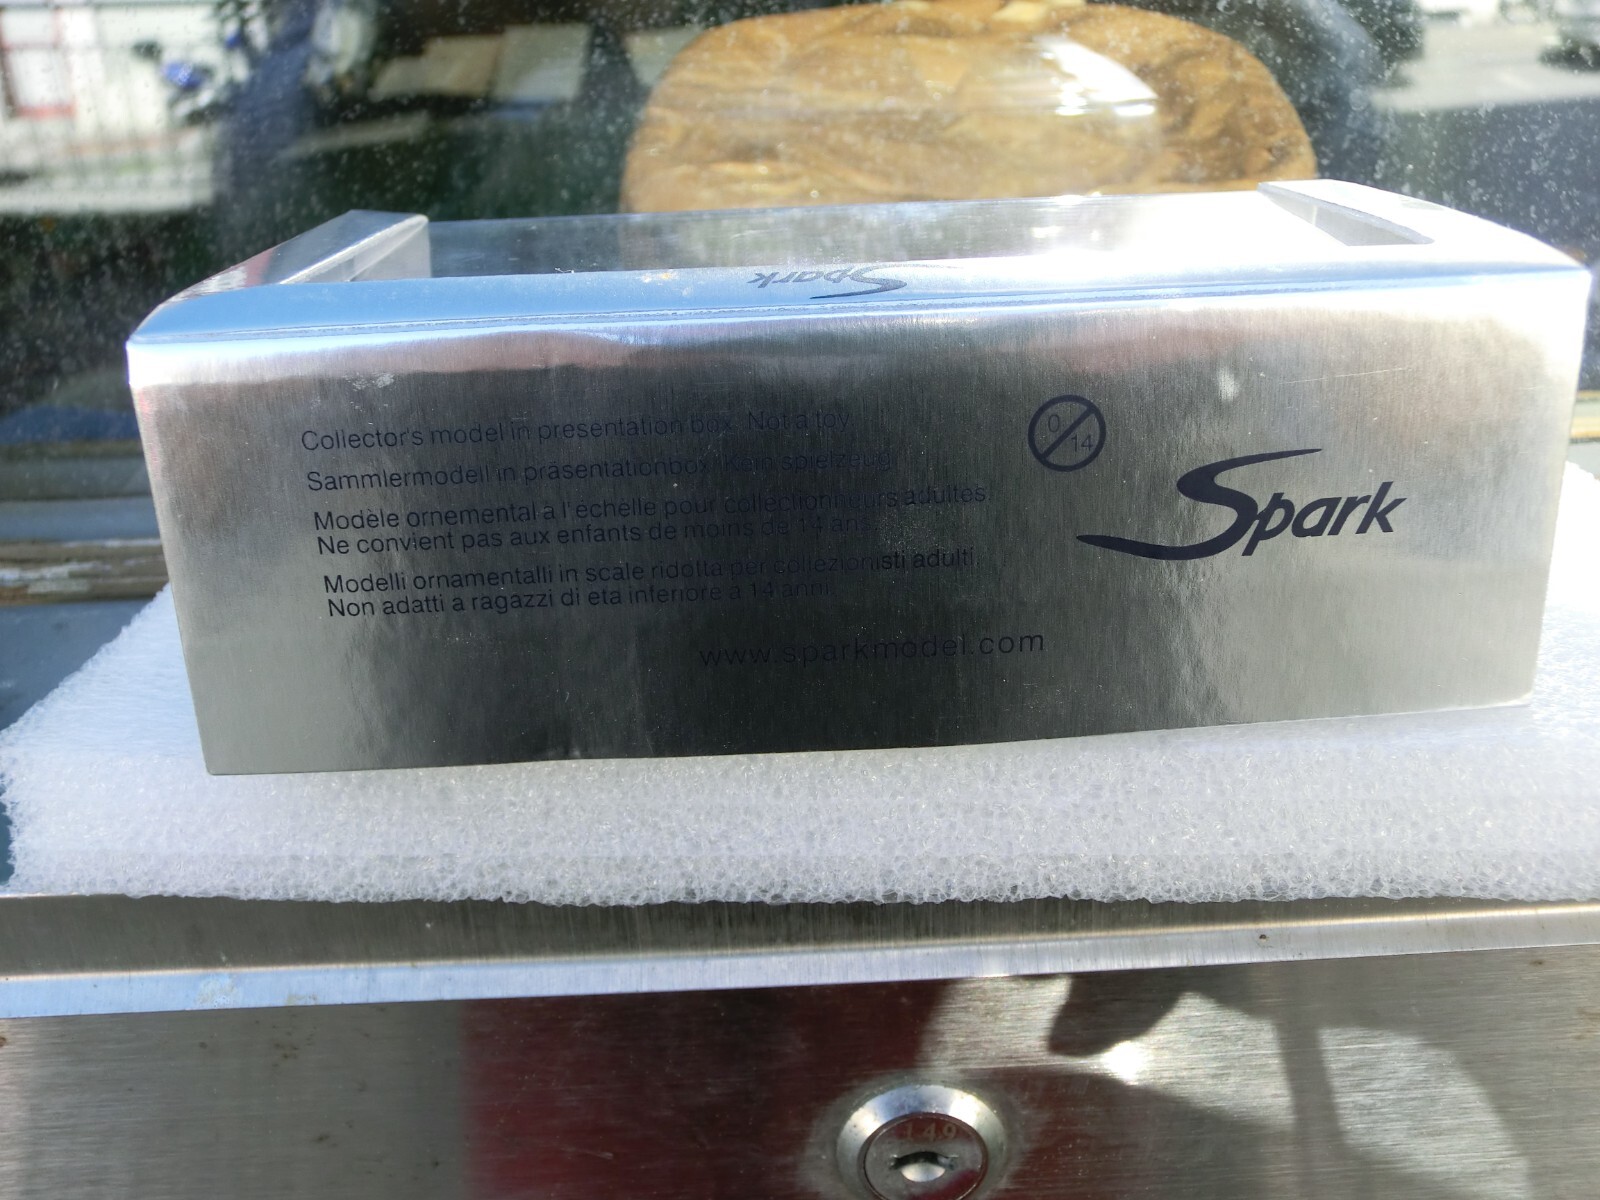 Spark
Collector's model in presentation box. Not a toy
Sammlermodell in präsentationbox. Kein spielzeug
Modèle ornemental a l'échelle pour collectionneurs adultes.
Ne convient pas aux enfants de moins de 14 ans.
Modelli ornamentalli in scale ridotta per collezionisti adulti.
Non adatti a ragazzi di eta inferiore a 14 anni.
0/14
Spark
www.sparkmodel.com
149